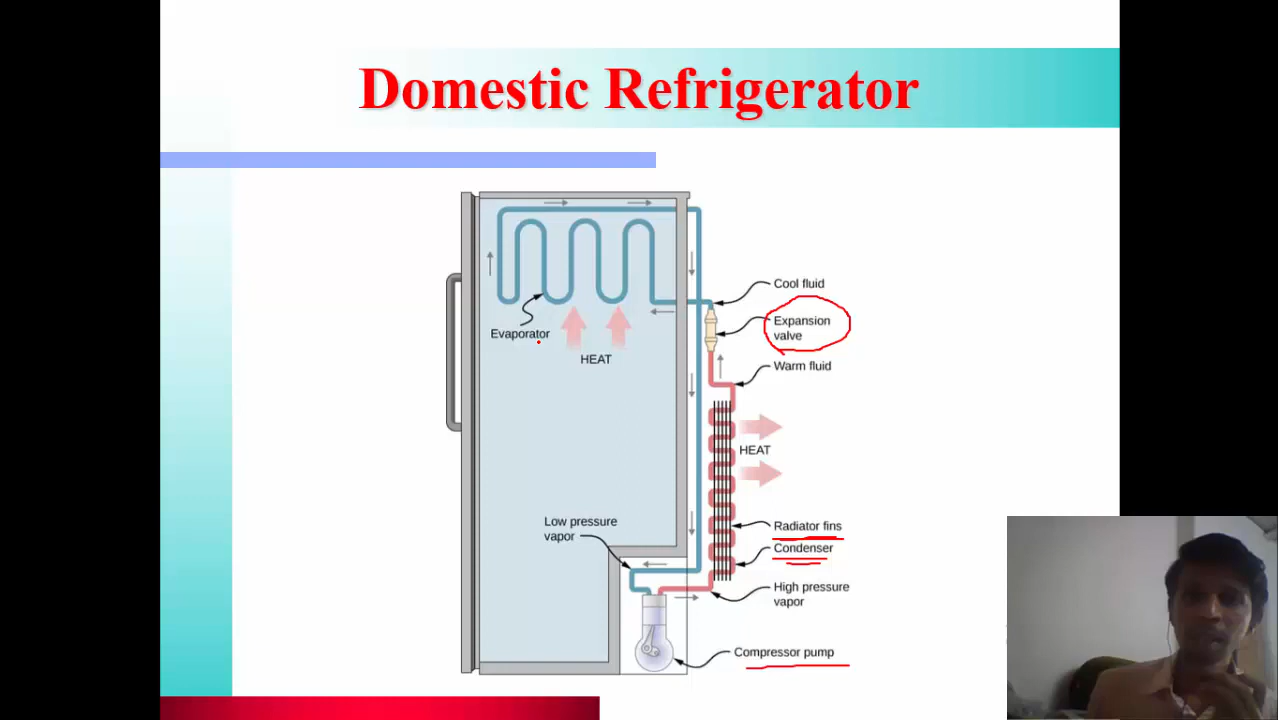 Domestic Refrigerator
Cool fluid
Expansion
valve
Evaporator
HEAT
Warm fluid
HEAT
Low pressure
vapor
Radiator fins
Condenser
High pressure
vapor
Compressor pump